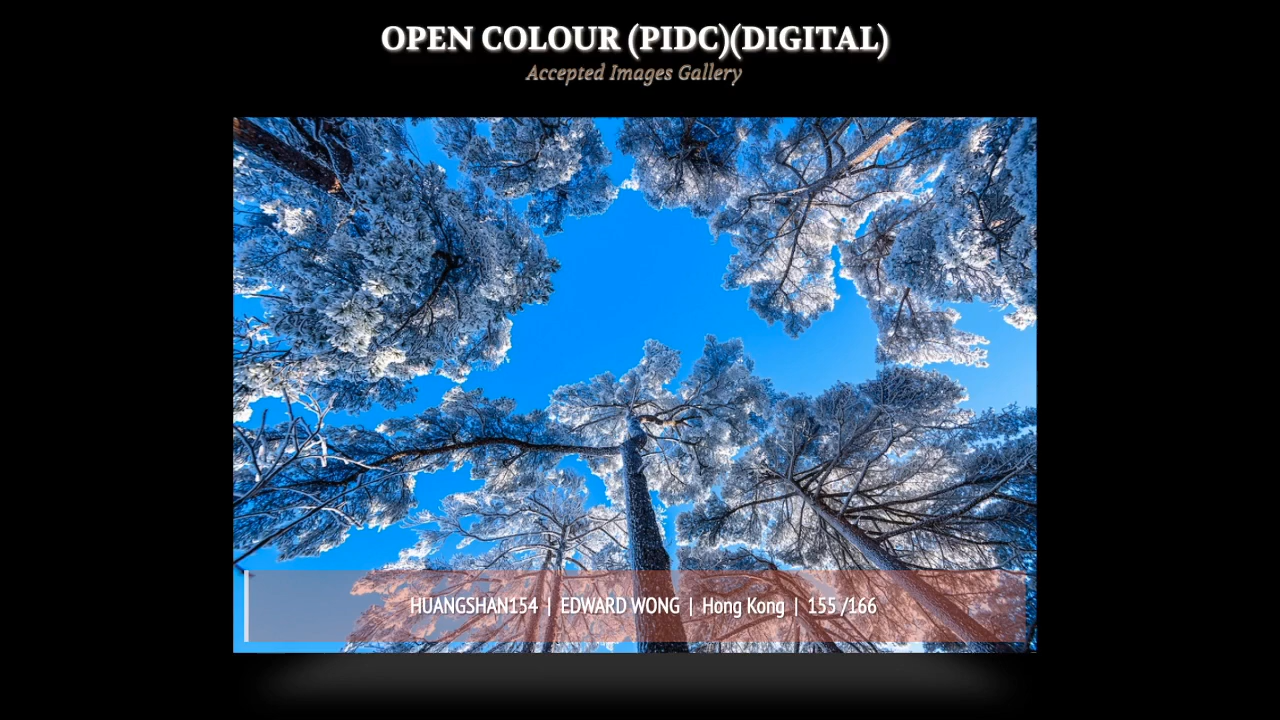 OPEN COLOUR (PIDC)(DIGITAL)
Accepted Images Gallery
HUANGSHAN154 | EDWARD WONG | Hong Kong | 155 /166